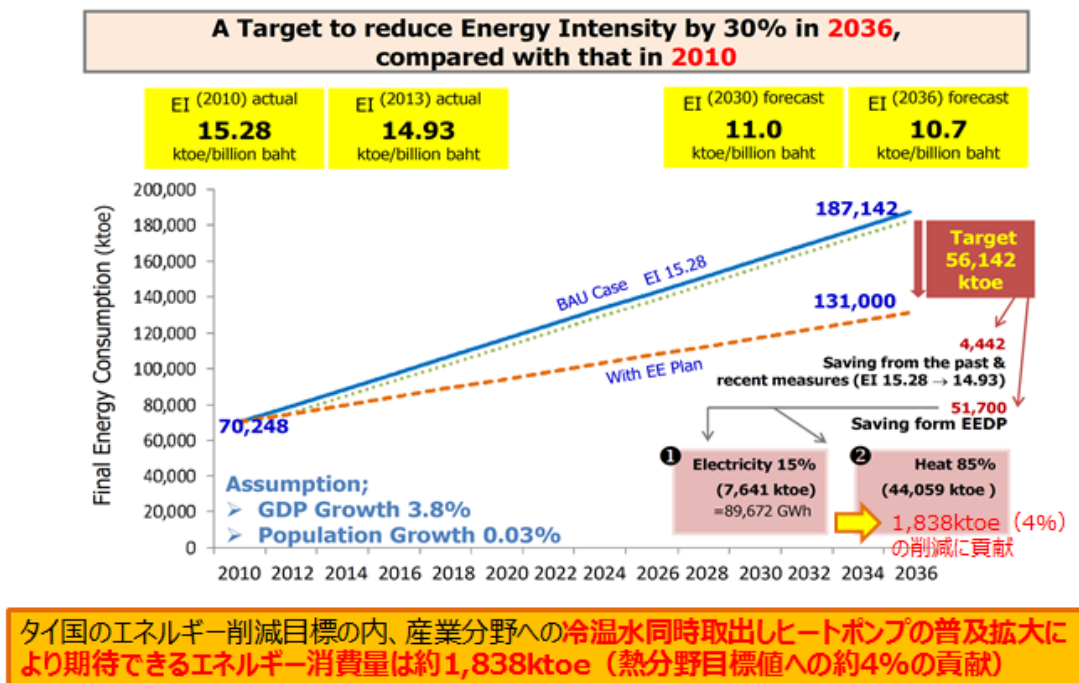 A Target to reduce Energy Intensity by 30% in 2036,
compared with that in 2010
EI (2010) actual
15.28
ktoe/billion baht
EI (2013) actual
14.93
ktoe/billion baht
EI (2030) forecast
11.0
ktoe/billion baht
EI (2036) forecast
10.7
ktoe/billion baht
Final Energy Consumption (ktoe)
200,000
180,000
160,000
140,000
120,000
100,000
80,000
60,000
40,000
20,000
0
187,142
BAU Case EI 15.28
131,000
With EE Plan
70,248
Target
56,142
ktoe
4,442
Saving from the past &
recent measures (EI 15.28 → 14.93)
51,700
Saving form EEDP
Assumption;
➢ GDP Growth 3.8%
➢ Population Growth 0.03%
❶ Electricity 15%
(7,641 ktoe)
=89,672 GWh
❷ Heat 85%
(44,059 ktoe )
1,838ktoe（4%）
の削減に貢献
2010 2012 2014 2016 2018 2020 2022 2024 2026 2028 2030 2032 2034 2036
タイ国のエネルギー削減目標の内、産業分野への冷温水同時取出しヒートポンプの普及拡大に
より期待できるエネルギー消費量は約1,838ktoe（熱分野目標値への約4%の貢献）